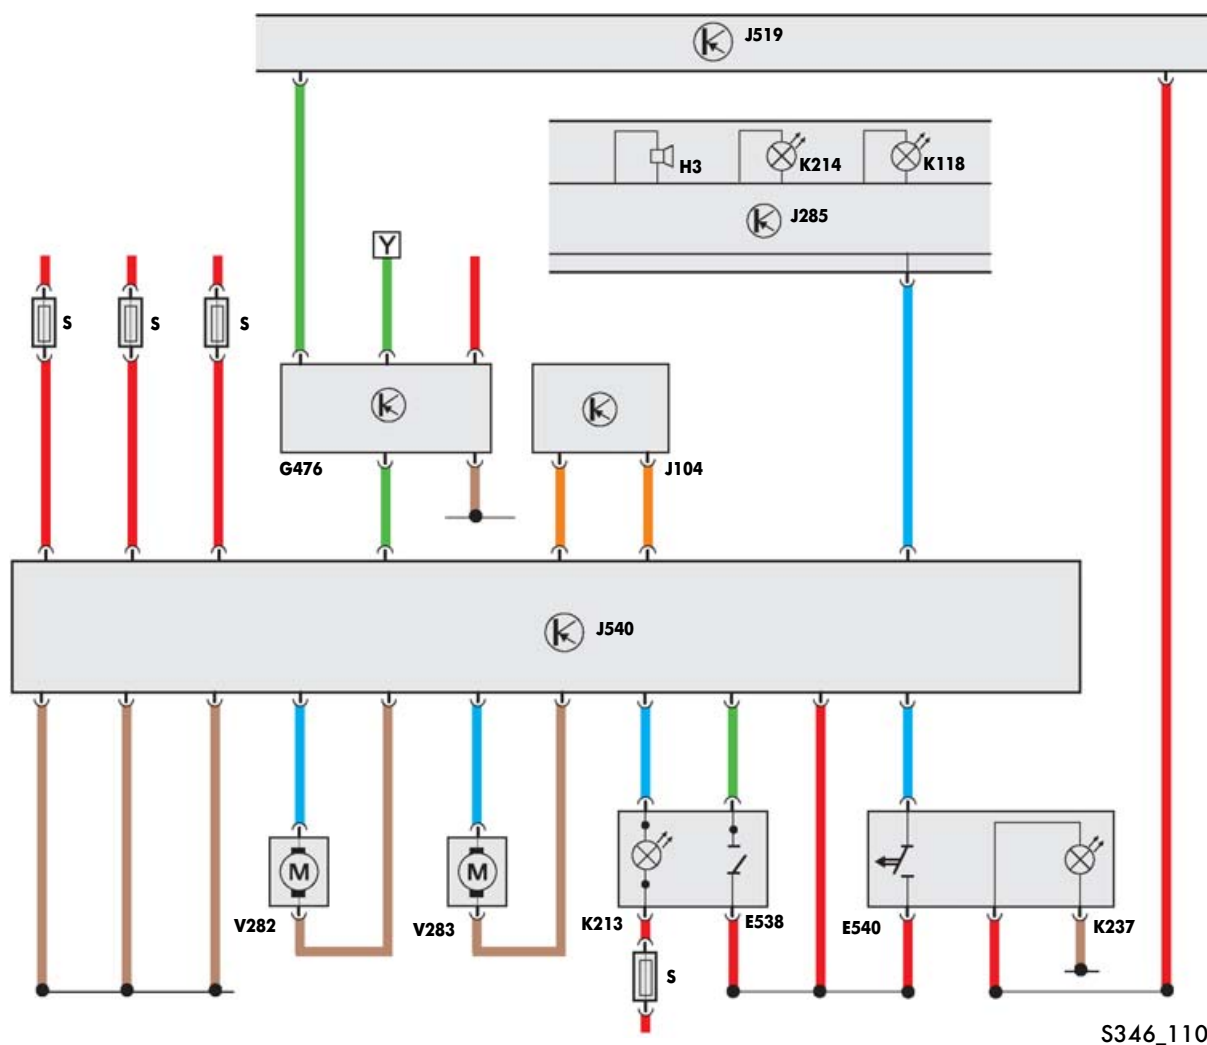 J519
H3
K214
K118
J285
Y
S
S
S
G476
J104
J540
M
M
V282
V283
K213
E538
E540
K237
S
S346_110